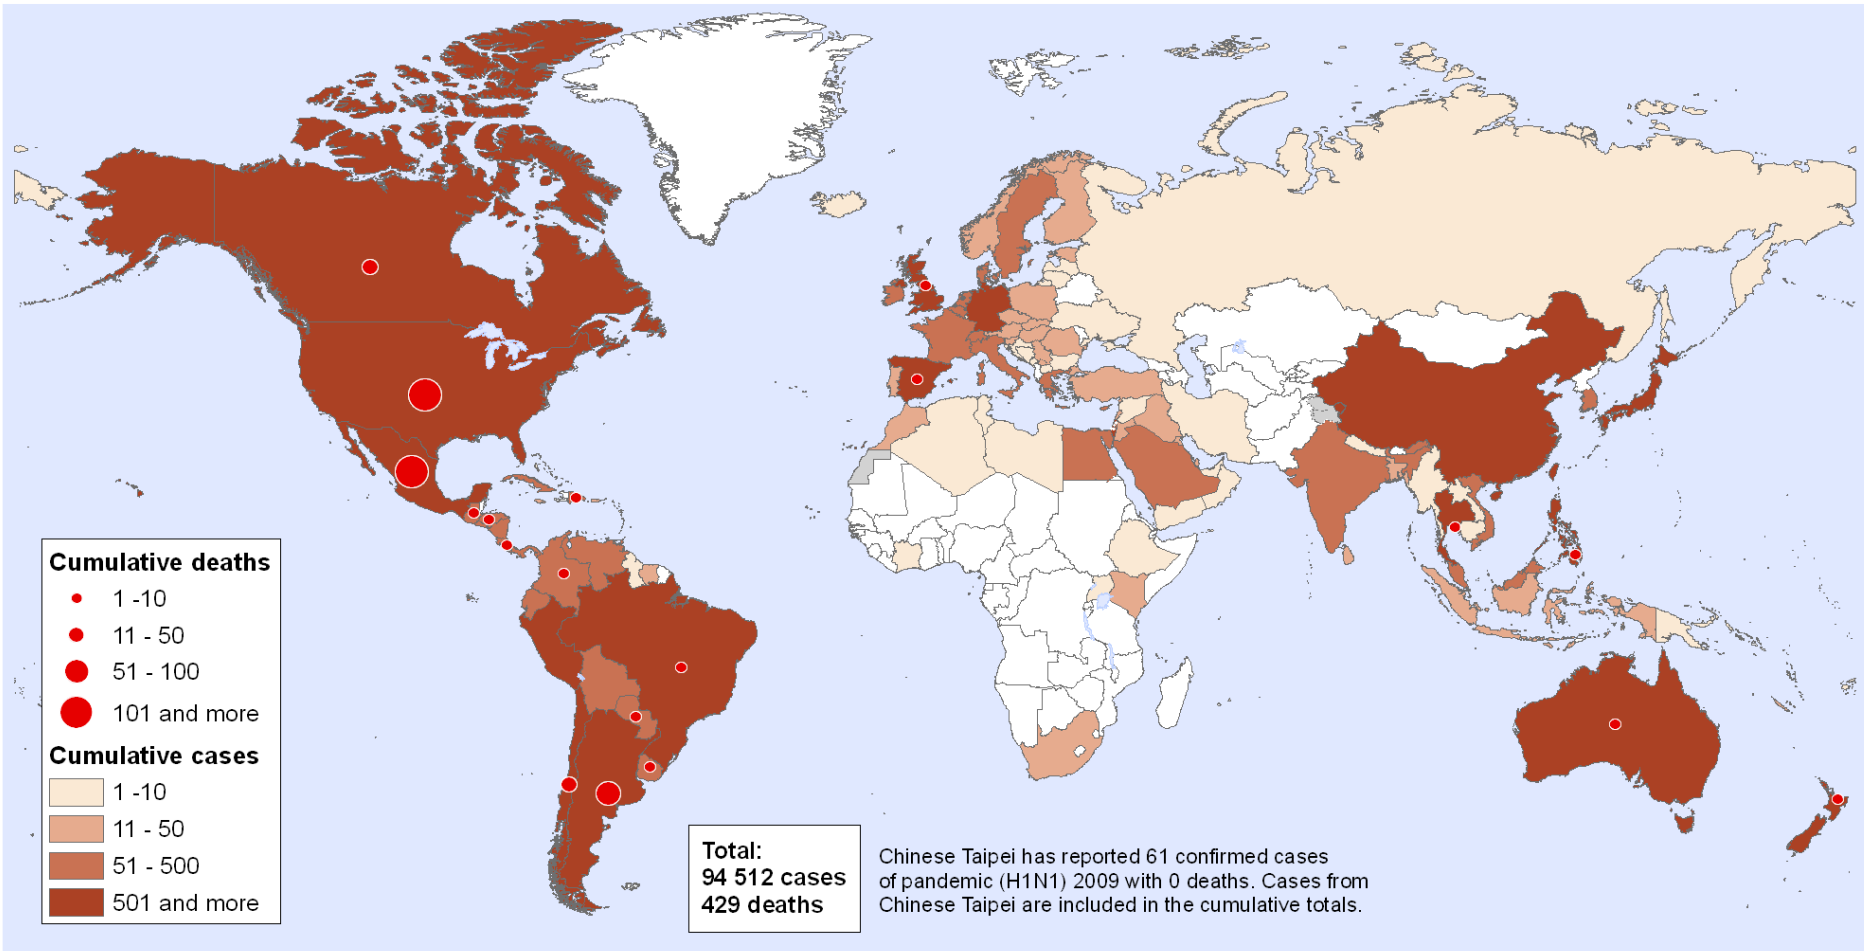 Cumulative deaths
1 -10
11 - 50
51 - 100
101 and more
Cumulative cases
1 -10
11 - 50
51 - 500
501 and more
Total:
94 512 cases
429 deaths
Chinese Taipei has reported 61 confirmed cases
of pandemic (H1N1) 2009 with 0 deaths. Cases from
Chinese Taipei are included in the cumulative totals.